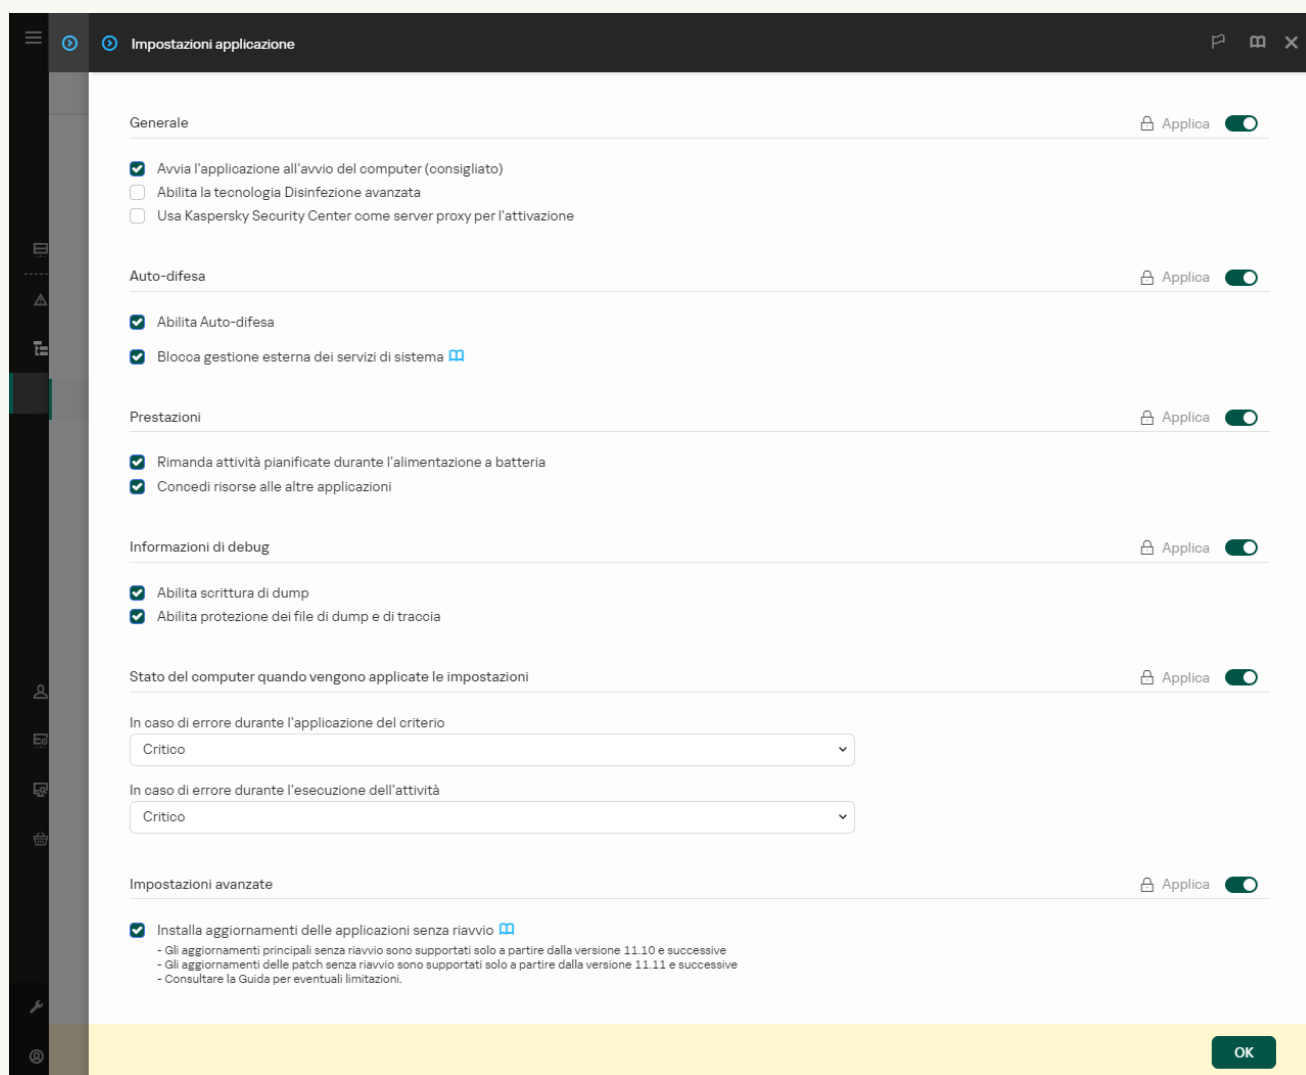 Impostazioni applicazione
Generale
Applica
Avvia l'applicazione all'avvio del computer (consigliato)
Abilita la tecnologia Disinfezione avanzata
Usa Kaspersky Security Center come server proxy per l'attivazione
Auto-difesa
Applica
Abilita Auto-difesa
Blocca gestione esterna dei servizi di sistema
Prestazioni
Applica
Rimanda attività pianificate durante l'alimentazione a batteria
Concedi risorse alle altre applicazioni
Informazioni di debug
Applica
Abilita scrittura di dump
Abilita protezione dei file di dump e di traccia
Stato del computer quando vengono applicate le impostazioni
Applica
In caso di errore durante l'applicazione del criterio
Critico
In caso di errore durante l'esecuzione dell'attività
Critico
Impostazioni avanzate
Applica
Installa aggiornamenti delle applicazioni senza riavvio
- Gli aggiornamenti principali senza riavvio sono supportati solo a partire dalla versione 11.10 e successive
- Gli aggiornamenti delle patch senza riavvio sono supportati solo a partire dalla versione 11.11 e successive
- Consultare la Guida per eventuali limitazioni.
OK